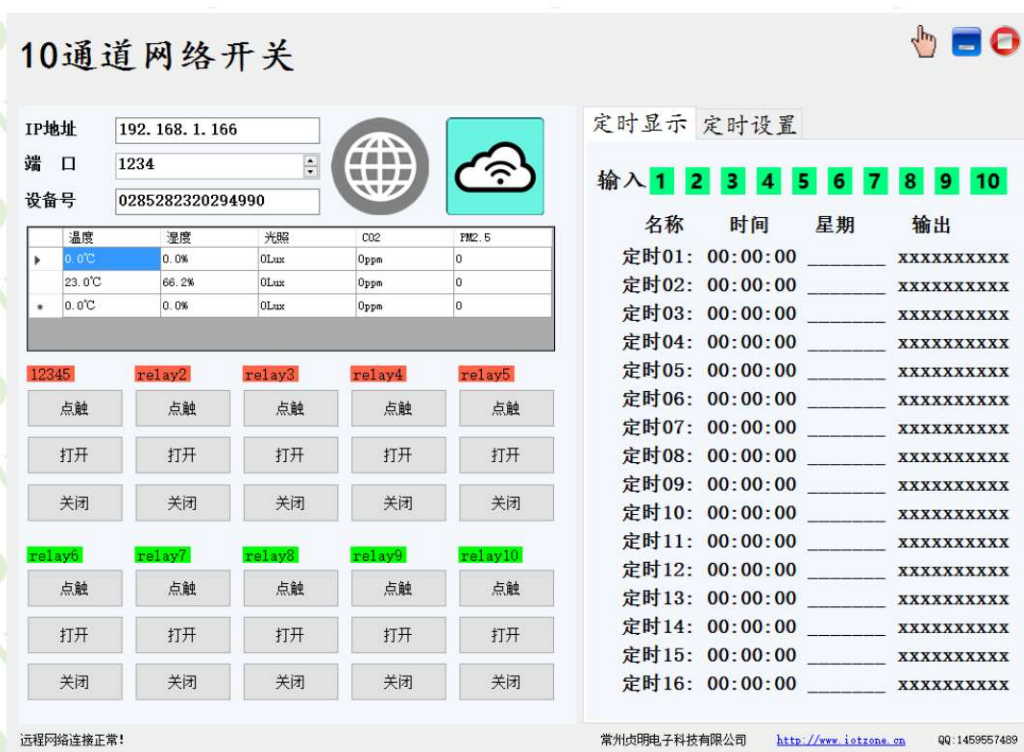 10通道网络开关
IP地址 192.168.1.166
端 口 1234
设备号 0285282320294990
温度 湿度 光照 CO2 PM2.5
0.0℃ 0.0% 0Lux 0ppm 0
23.0℃ 66.2% 0Lux 0ppm 0
0.0℃ 0.0% 0Lux 0ppm 0
12345 relay2 relay3 relay4 relay5
点触 点触 点触 点触 点触
打开 打开 打开 打开 打开
关闭 关闭 关闭 关闭 关闭
relay6 relay7 relay8 relay9 relay10
点触 点触 点触 点触 点触
打开 打开 打开 打开 打开
关闭 关闭 关闭 关闭 关闭
定时显示 定时设置
输入 1 2 3 4 5 6 7 8 9 10
名称 时间 星期 输出
定时01: 00:00:00 _______ xxxxxxxxxx
定时02: 00:00:00 _______ xxxxxxxxxx
定时03: 00:00:00 _______ xxxxxxxxxx
定时04: 00:00:00 _______ xxxxxxxxxx
定时05: 00:00:00 _______ xxxxxxxxxx
定时06: 00:00:00 _______ xxxxxxxxxx
定时07: 00:00:00 _______ xxxxxxxxxx
定时08: 00:00:00 _______ xxxxxxxxxx
定时09: 00:00:00 _______ xxxxxxxxxx
定时10: 00:00:00 _______ xxxxxxxxxx
定时11: 00:00:00 _______ xxxxxxxxxx
定时12: 00:00:00 _______ xxxxxxxxxx
定时13: 00:00:00 _______ xxxxxxxxxx
定时14: 00:00:00 _______ xxxxxxxxxx
定时15: 00:00:00 _______ xxxxxxxxxx
定时16: 00:00:00 _______ xxxxxxxxxx
远程网络连接正常! 常州贞明电子科技有限公司 http://www.iotzone.cn QQ:1459557489